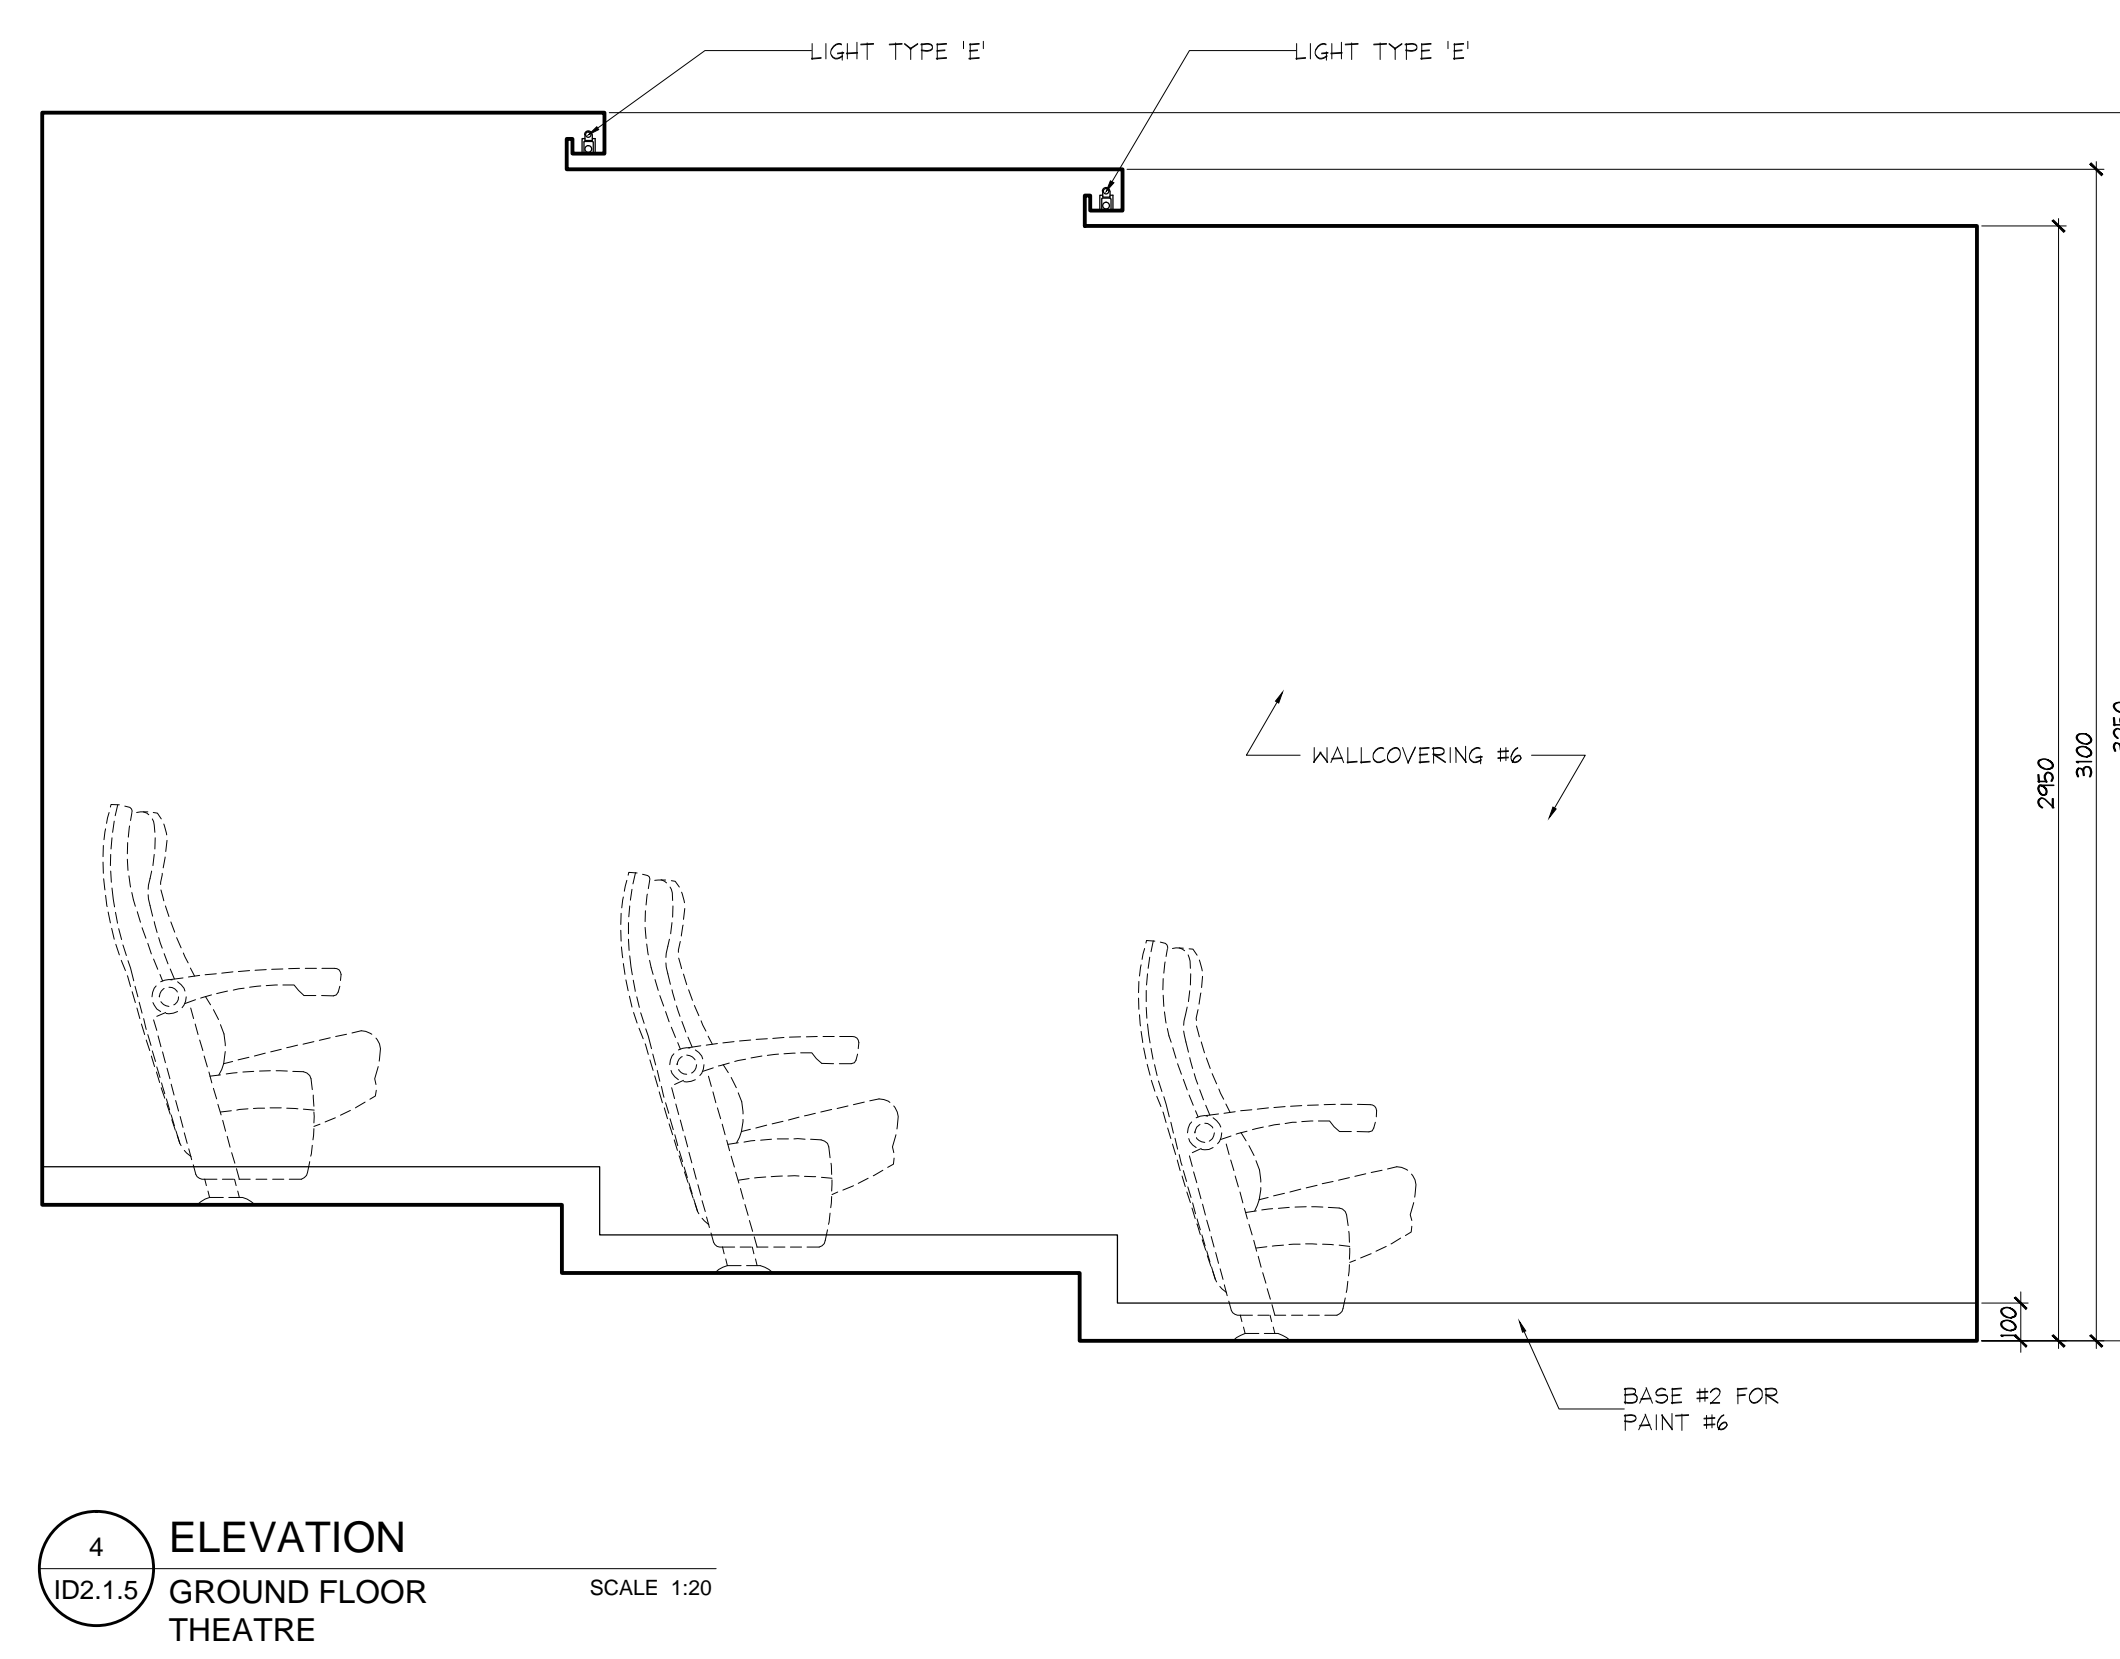 LIGHT TYPE 'E'
LIGHT TYPE 'E'
WALLCOVERING #6
2950
3100
100
BASE #2 FOR
PAINT #6
4
ID2.1.5
ELEVATION
GROUND FLOOR
THEATRE
SCALE 1:20